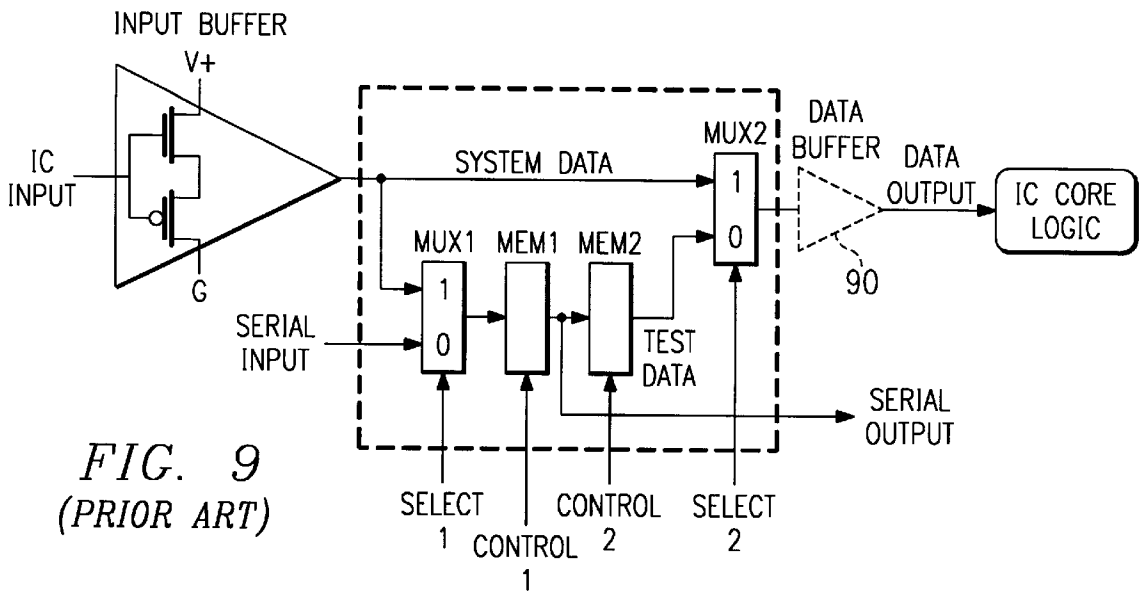 INPUT BUFFER
V+
IC
INPUT
G
SYSTEM DATA
MUX2
1
0
DATA
BUFFER
90
DATA
OUTPUT
IC CORE
LOGIC
MUX1
1
0
MEM1
MEM2
SERIAL
INPUT
TEST
DATA
SERIAL
OUTPUT
SELECT
1
CONTROL
1
CONTROL
2
SELECT
2
FIG. 9
(PRIOR ART)